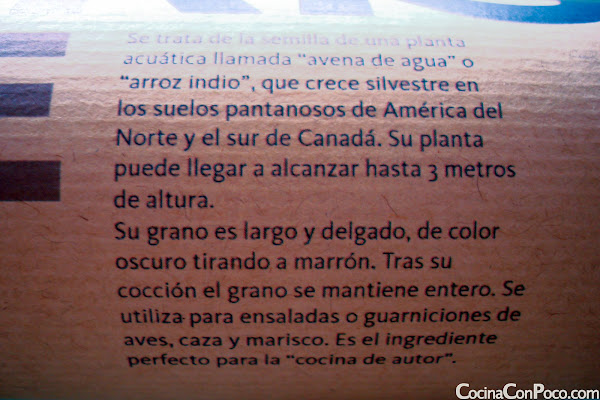 Se trata de la semilla de una planta
acuática llamada "avena de agua" o
"arroz indio", que crece silvestre en
los suelos pantanosos de América del
Norte y el sur de Canadá. Su planta
puede llegar a alcanzar hasta 3 metros
de altura.
Su grano es largo y delgado, de color
oscuro tirando a marrón. Tras su
cocción el grano se mantiene entero. Se
utiliza para ensaladas o guarniciones de
aves, caza y marisco. Es el ingrediente
perfecto para la "cocina de autor".
CocinaConPoco.com